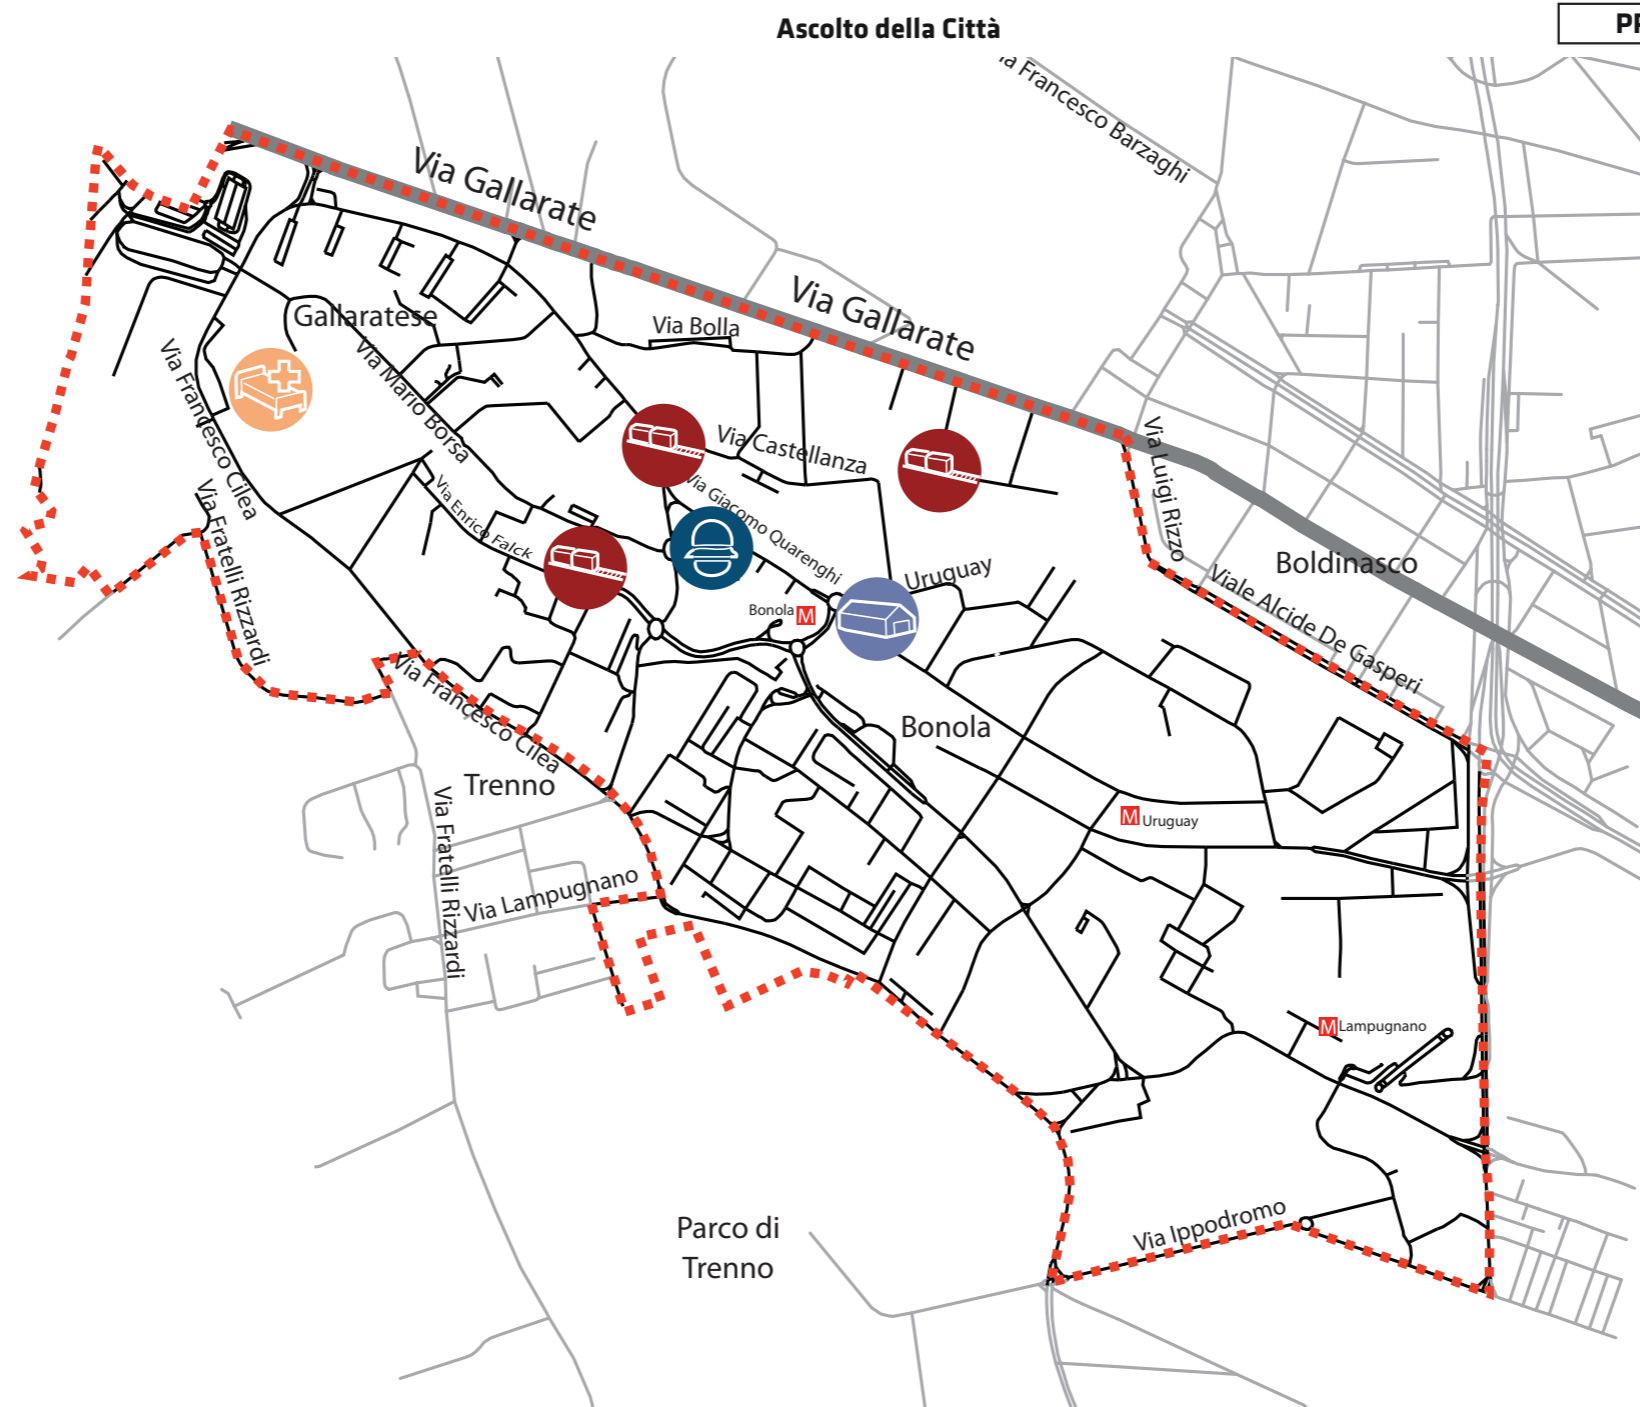 Ascolto della Città
Francesco Barzaghi
Via Gallarate
Via Gallarate
Gallaratese
Via Bolla
Via Francesco Cilea
Via Mario Borsa
Via Castellanza
Via Luigi Rizzo
Via Fratelli Rizzardi
Via Enrico Falck
Via Giacomo Quarenghi
Uruguay
Boldinasco
Viale Alcide De Gasperi
Bonola M
Via Francesco Cilea
Bonola
Trenno
Via Fratelli Rizzardi
M Uruguay
Via Lampugnano
M Lampugnano
Via Ippodromo
Parco di
Trenno